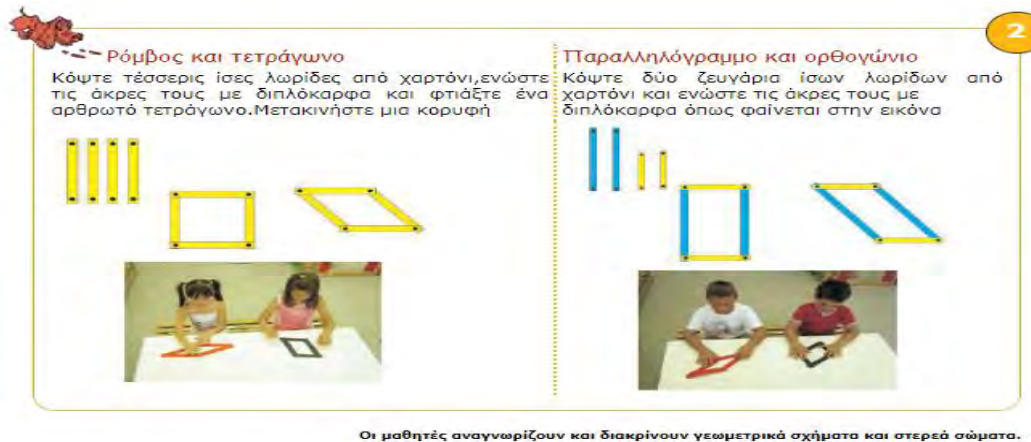 2
Ρόμβος και τετράγωνο
Κόψτε τέσσερις ίσες λωρίδες από χαρτόνι,ενώστε
τις άκρες τους με διπλόκαρφα και φτιάξτε ένα
αρθρωτό τετράγωνο.Μετακινήστε μια κορυφή
Παραλληλόγραμμο και ορθογώνιο
Κόψτε δύο ζευγάρια ίσων λωρίδων από
χαρτόνι και ενώστε τις άκρες τους με
διπλόκαρφα όπως φαίνεται στην εικόνα
Οι μαθητές αναγνωρίζουν και διακρίνουν γεωμετρικά σχήματα και στερεά σώματα.